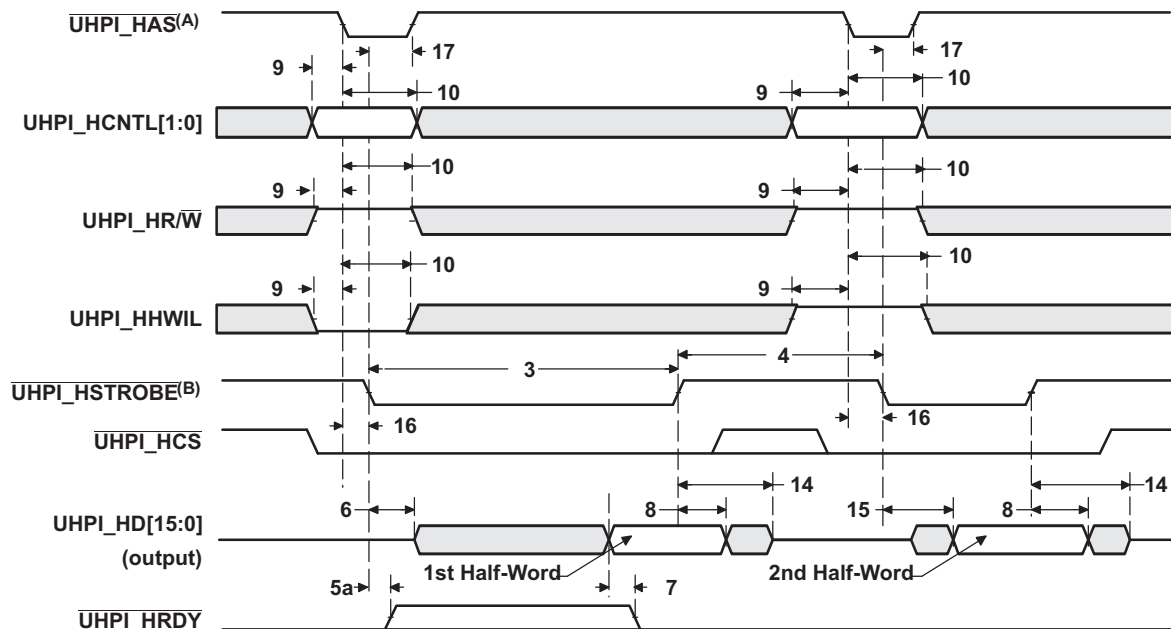 UHPI_HAS(A)
17
17
9
10
10
9
UHPI_HCNTL[1:0]
10
10
9
9
UHPI_HR/W
10
10
9
9
UHPI_HHWIL
3
4
UHPI_HSTROBE(B)
16
16
UHPI_HCS
14
14
6
8
15
8
UHPI_HD[15:0]
(output)
1st Half-Word
2nd Half-Word
5a
7
UHPI_HRDY